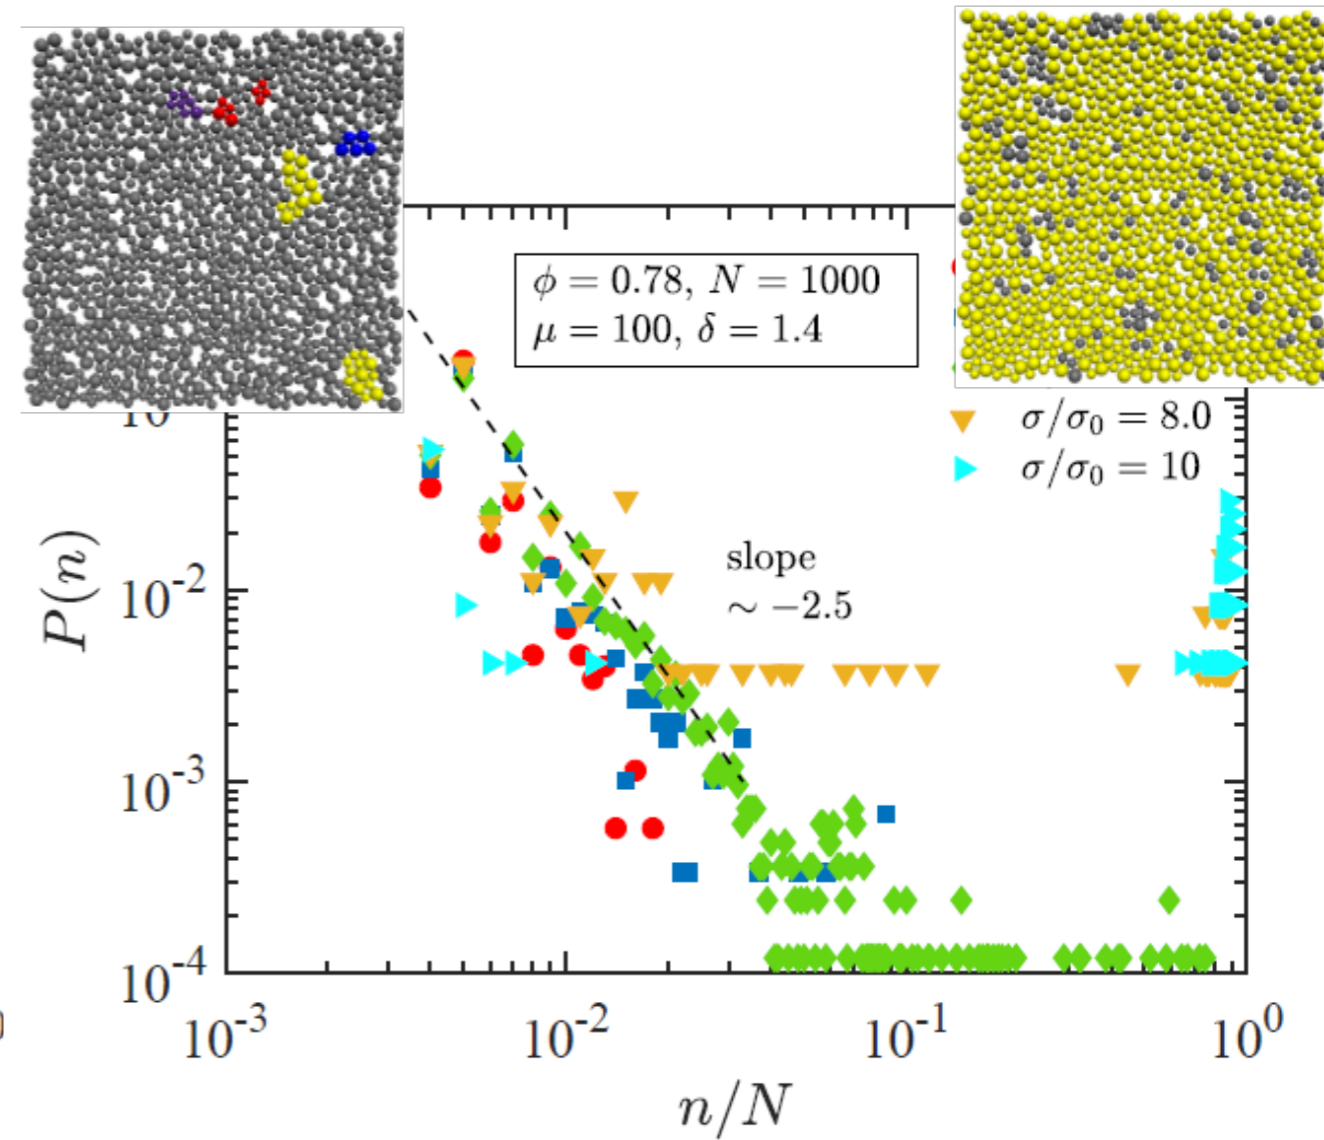 ϕ = 0.78, N = 1000
μ = 100, δ = 1.4
σ/σ₀ = 8.0
σ/σ₀ = 10
slope
∼ −2.5
P(n)
10⁻²
10⁻³
10⁻⁴
10⁻³ 10⁻² 10⁻¹ 10⁰
n/N